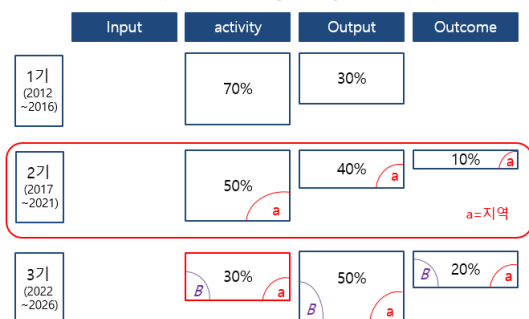 Input activity Output Outcome
1기
(2012
~2016)
70% 30%
2기
(2017
~2021)
50% a 40% a 10% a
a=지역
3기
(2022
~2026)
B 30% a B 50% a B 20% a